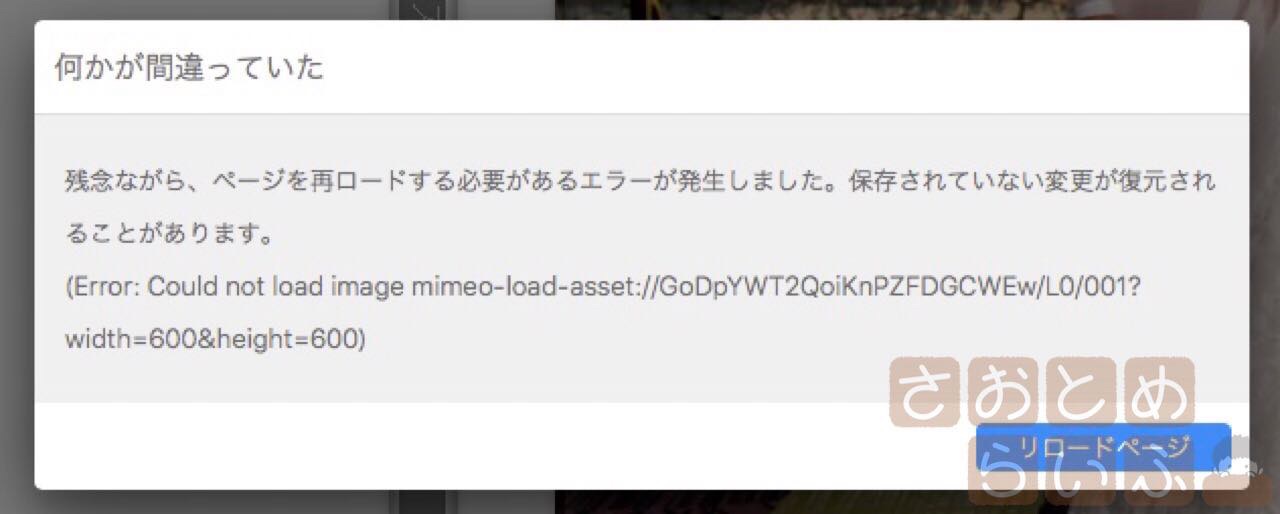 何かが間違っていた
残念ながら、ページを再ロードする必要があるエラーが発生しました。保存されていない変更が復元され
ることがあります。
(Error: Could not load image mimeo-load-asset://GoDpYWT2QoiKnPZFDGCWEw/L0/001?
width=600&height=600)
さおとめ
リロードページ
らいふ